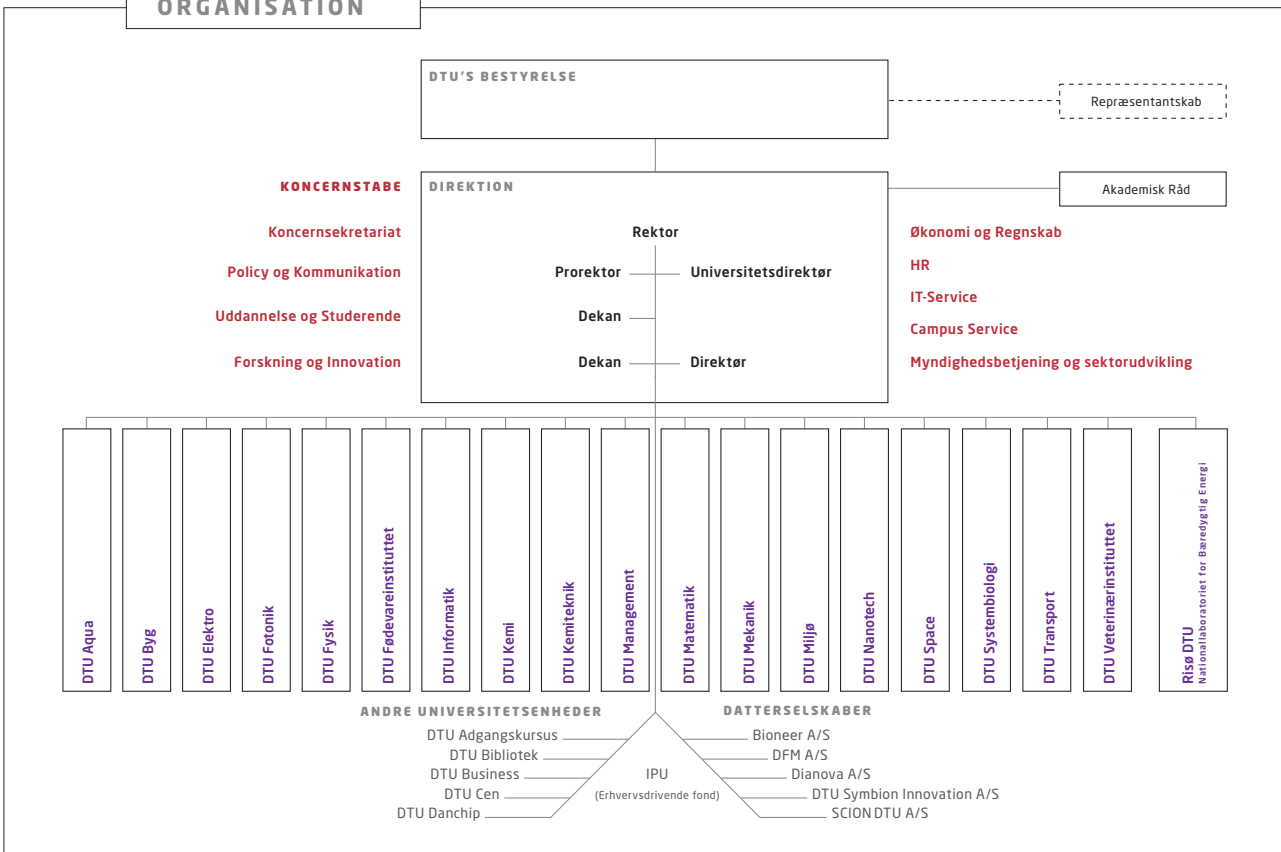 ORGANISATION
DTU'S BESTYRELSE
Repræsentantskab
KONCERNSTABE
DIREKTION
Akademisk Råd
Koncernsekretariat
Rektor
Økonomi og Regnskab
Policy og Kommunikation
Prorektor
Universitetsdirektør
HR
IT-Service
Uddannelse og Studerende
Dekan
Campus Service
Forskning og Innovation
Dekan
Direktør
Myndighedsbetjening og sektorudvikling
DTU Aqua
DTU Byg
DTU Elektro
DTU Fotonik
DTU Fysik
DTU Fødevareinstituttet
DTU Informatik
DTU Kemi
DTU Kemiteknik
DTU Management
DTU Matematik
DTU Mekanik
DTU Miljø
DTU Nanotech
DTU Space
DTU Systembiologi
DTU Transport
DTU Veterinærinstituttet
Risø DTU
Nationallaboratoriet for Bæredygtig Energi
ANDRE UNIVERSITETSENHEDER
DTU Adgangskursus
DTU Bibliotek
DTU Business
DTU Cen
DTU Danchip
IPU
(Erhvervsdrivende fond)
DATTERSELSKABER
Bioneer A/S
DFM A/S
Dianova A/S
DTU Symbion Innovation A/S
SCION DTU A/S